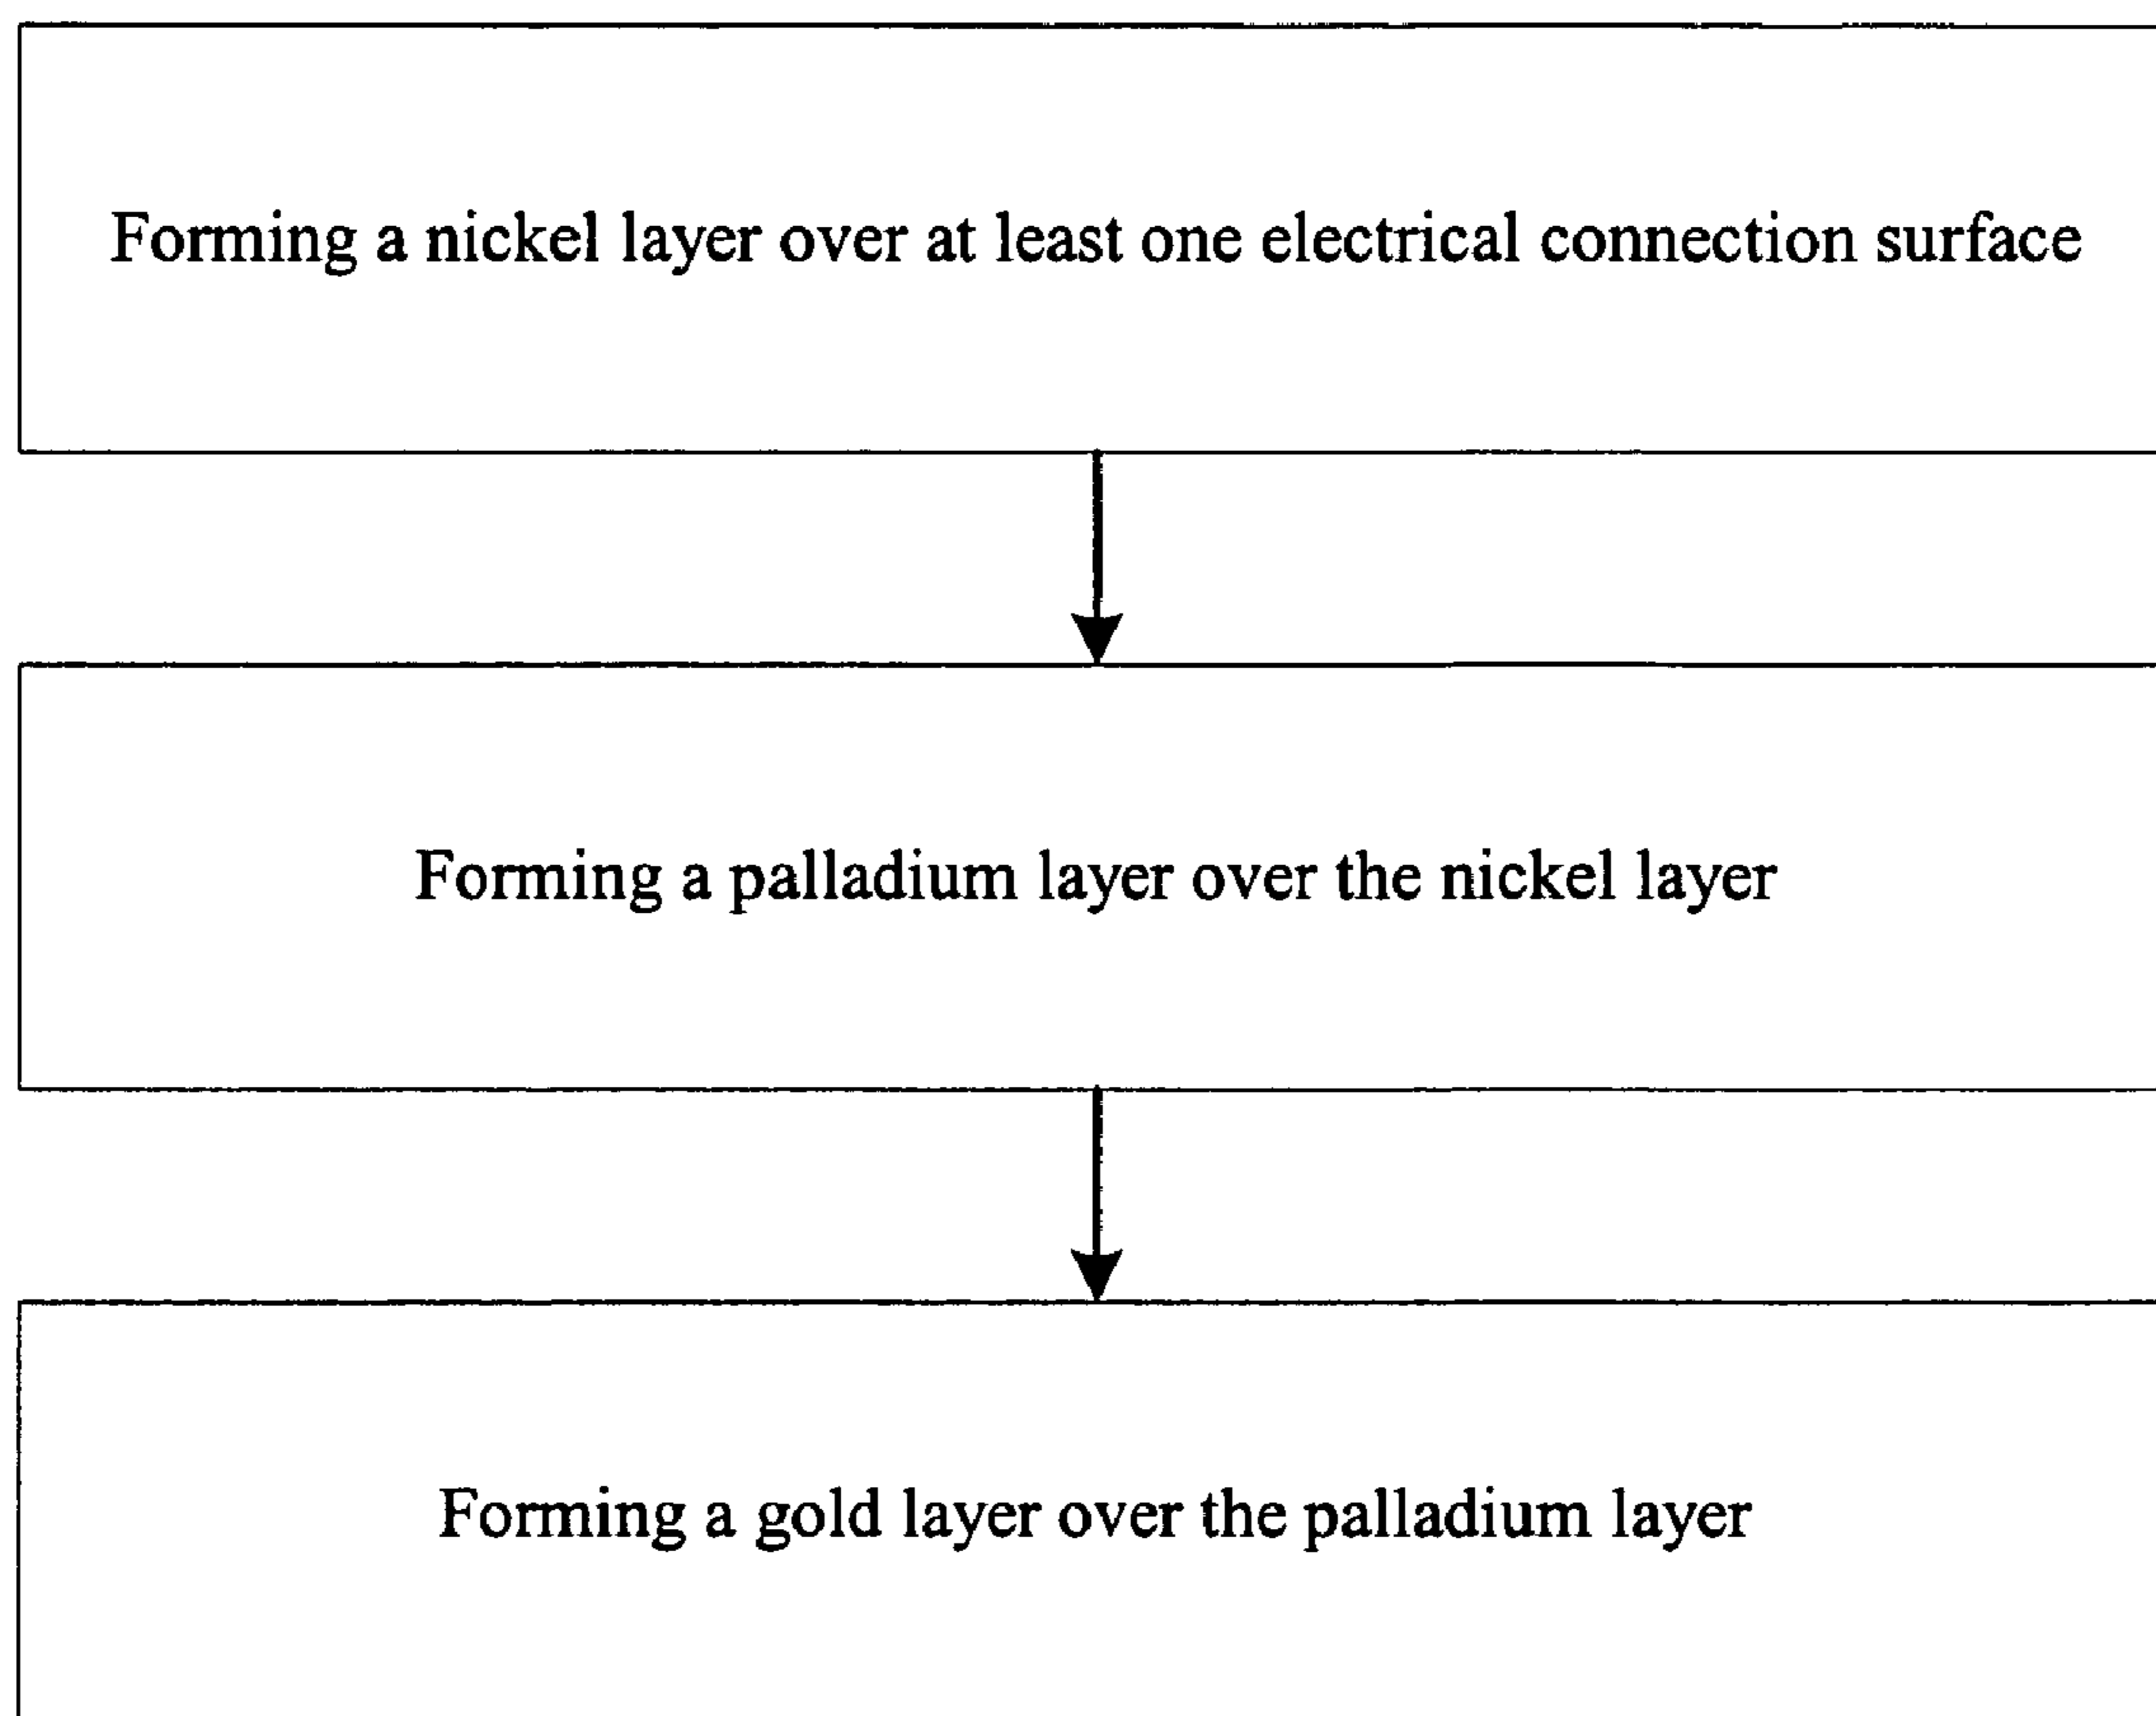 Forming a nickel layer over at least one electrical connection surface
Forming a palladium layer over the nickel layer
Forming a gold layer over the palladium layer